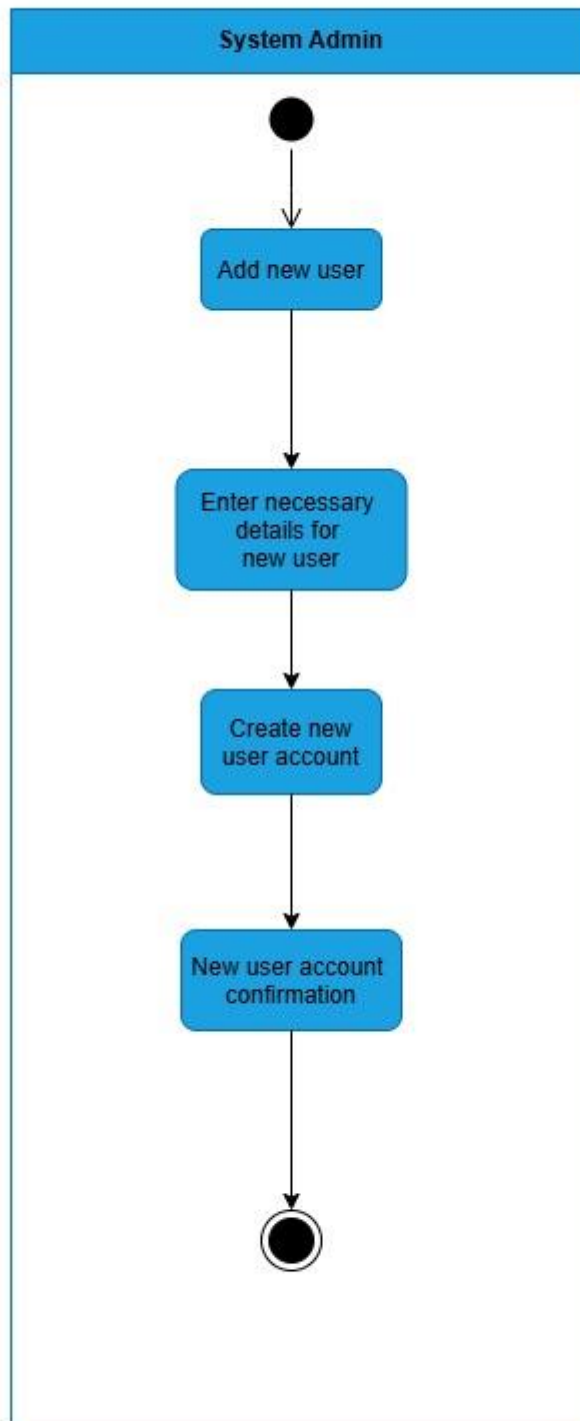 System Admin
Add new user
Enter necessary
details for
new user
Create new
user account
New user account
confirmation